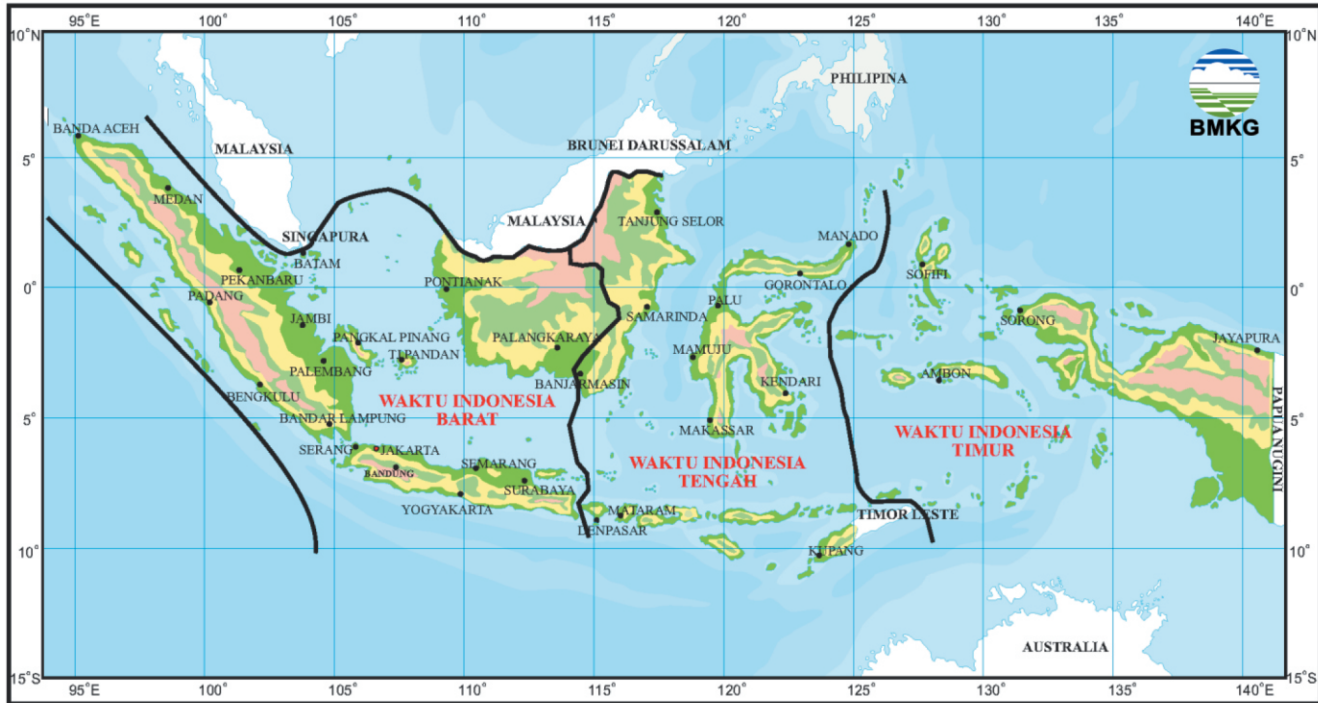 95°E 100° 105° 110° 115° 120° 125° 130° 135° 140°E
10°N 10°N
PHILIPINA
BMKG
BANDA ACEH
MALAYSIA
BRUNEI DARUSSALAM
5° 5°
MEDAN
TANJUNG SELOR
MALAYSIA
SINGAPURA
MANADO
BATAM
SOFIFI
PEKANBARU
PONTIANAK
GORONTALO
0° 0°
PADANG
PALU
SAMARINDA
SORONG
JAMBI
PANGKAL PINANG
PALANGKARAYA
JAYAPURA
TJ.PANDAN
MAMUJU
PALEMBANG
BANJARMASIN
KENDARI
AMBON
BENGKULU
WAKTU INDONESIA
BARAT
BANDAR LAMPUNG
MAKASSAR
5° 5°
PAPUA NUGINI
WAKTU INDONESIA
TIMUR
SERANG
JAKARTA
SEMARANG
WAKTU INDONESIA
TENGAH
BANDUNG
SURABAYA
YOGYAKARTA
MATARAM
TIMOR LESTE
DENPASAR
KUPANG
10° 10°
AUSTRALIA
15°S 15°S
95°E 100° 105° 110° 115° 120° 125° 130° 135° 140°E